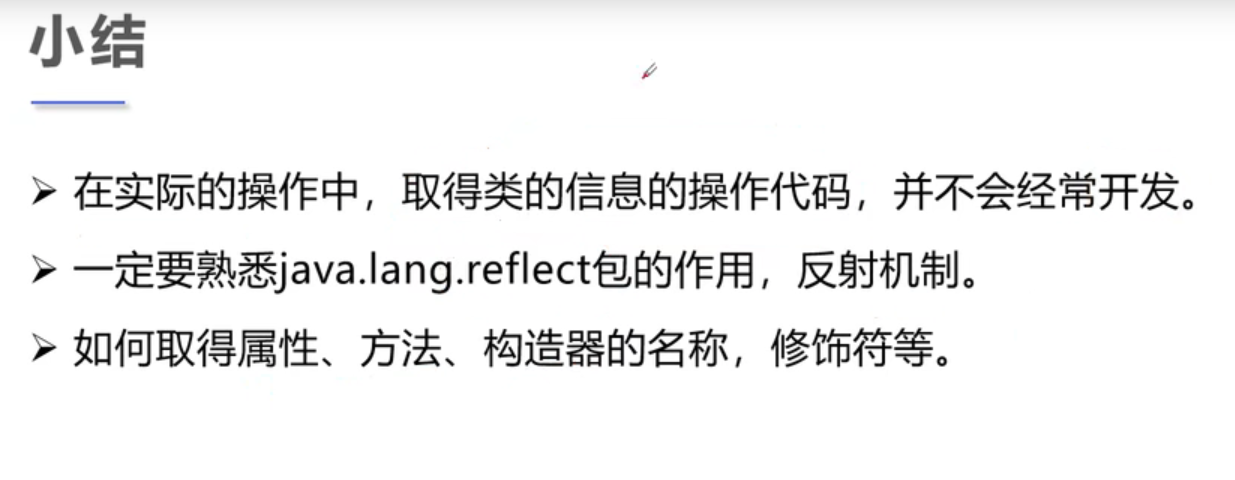 小结
在实际的操作中，取得类的信息的操作代码，并不会经常开发。
一定要熟悉java.lang.reflect包的作用，反射机制。
如何取得属性、方法、构造器的名称，修饰符等。